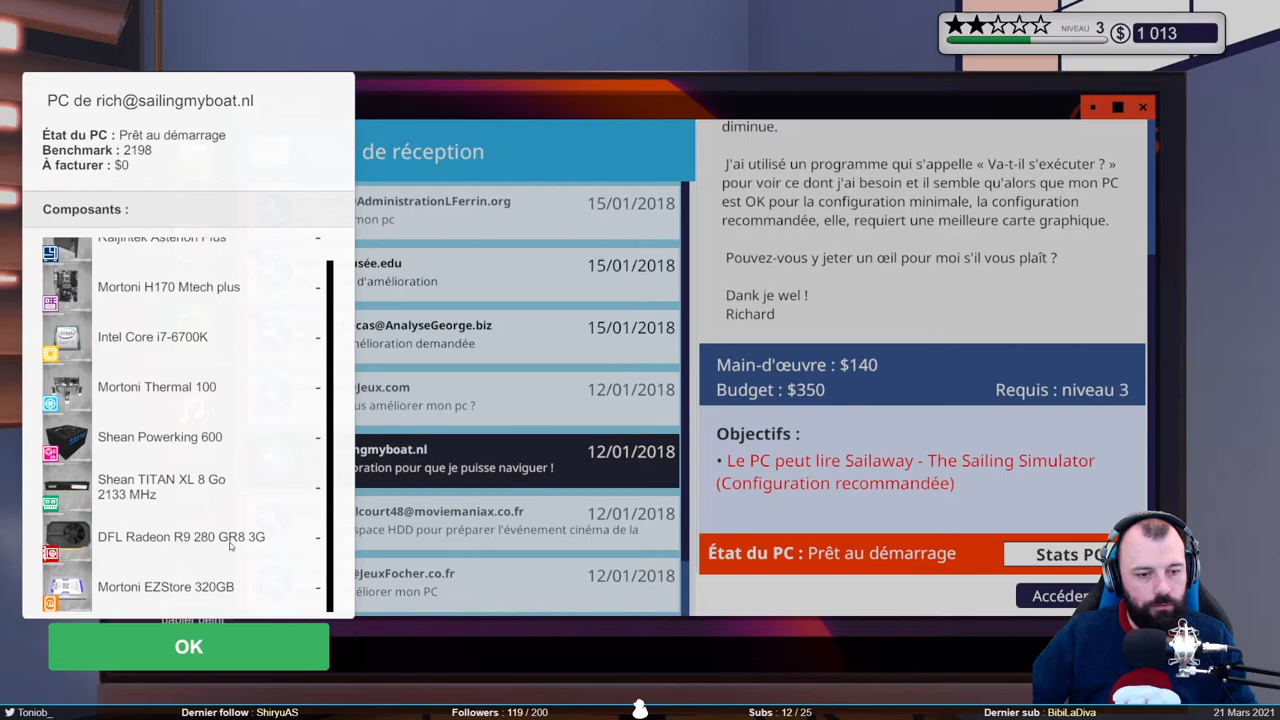 NIVEAU 3
$ 1 013
PC de rich@sailingmyboat.nl
État du PC : Prêt au démarrage
Benchmark : 2198
À facturer : $0
Composants :
Raijintek Asterion Plus -
Mortoni H170 Mtech plus -
Intel Core i7-6700K -
Mortoni Thermal 100 -
Shean Powerking 600 -
Shean TITAN XL 8 Go
2133 MHz -
DFL Radeon R9 280 GR8 3G -
Mortoni EZStore 320GB -
papier peint
OK
de réception
@AdministrationLFerrin.org 15/01/2018
mon pc
usée.edu 15/01/2018
d'amélioration
ucas@AnalyseGeorge.biz 15/01/2018
mélioration demandée
@Jeux.com 12/01/2018
us améliorer mon pc ?
ngmyboat.nl 12/01/2018
oration pour que je puisse naviguer !
lcourt48@moviemaniax.co.fr 12/01/2018
space HDD pour préparer l'événement cinéma de la
@JeuxFocher.co.fr 12/01/2018
éliorer mon PC
diminue.
J'ai utilisé un programme qui s'appelle « Va-t-il s'exécuter ? »
pour voir ce dont j'ai besoin et il semble qu'alors que mon PC
est OK pour la configuration minimale, la configuration
recommandée, elle, requiert une meilleure carte graphique.
Pouvez-vous y jeter un œil pour moi s'il vous plaît ?
Dank je wel !
Richard
Main-d'œuvre : $140
Budget : $350 Requis : niveau 3
Objectifs :
• Le PC peut lire Sailaway - The Sailing Simulator
(Configuration recommandée)
État du PC : Prêt au démarrage
Stats PC
Accéder
Toniob_ Dernier follow : ShiryuAS Followers : 119 / 200 Subs : 12 / 25 Dernier sub : BibiLaDiva 21 Mars 2021